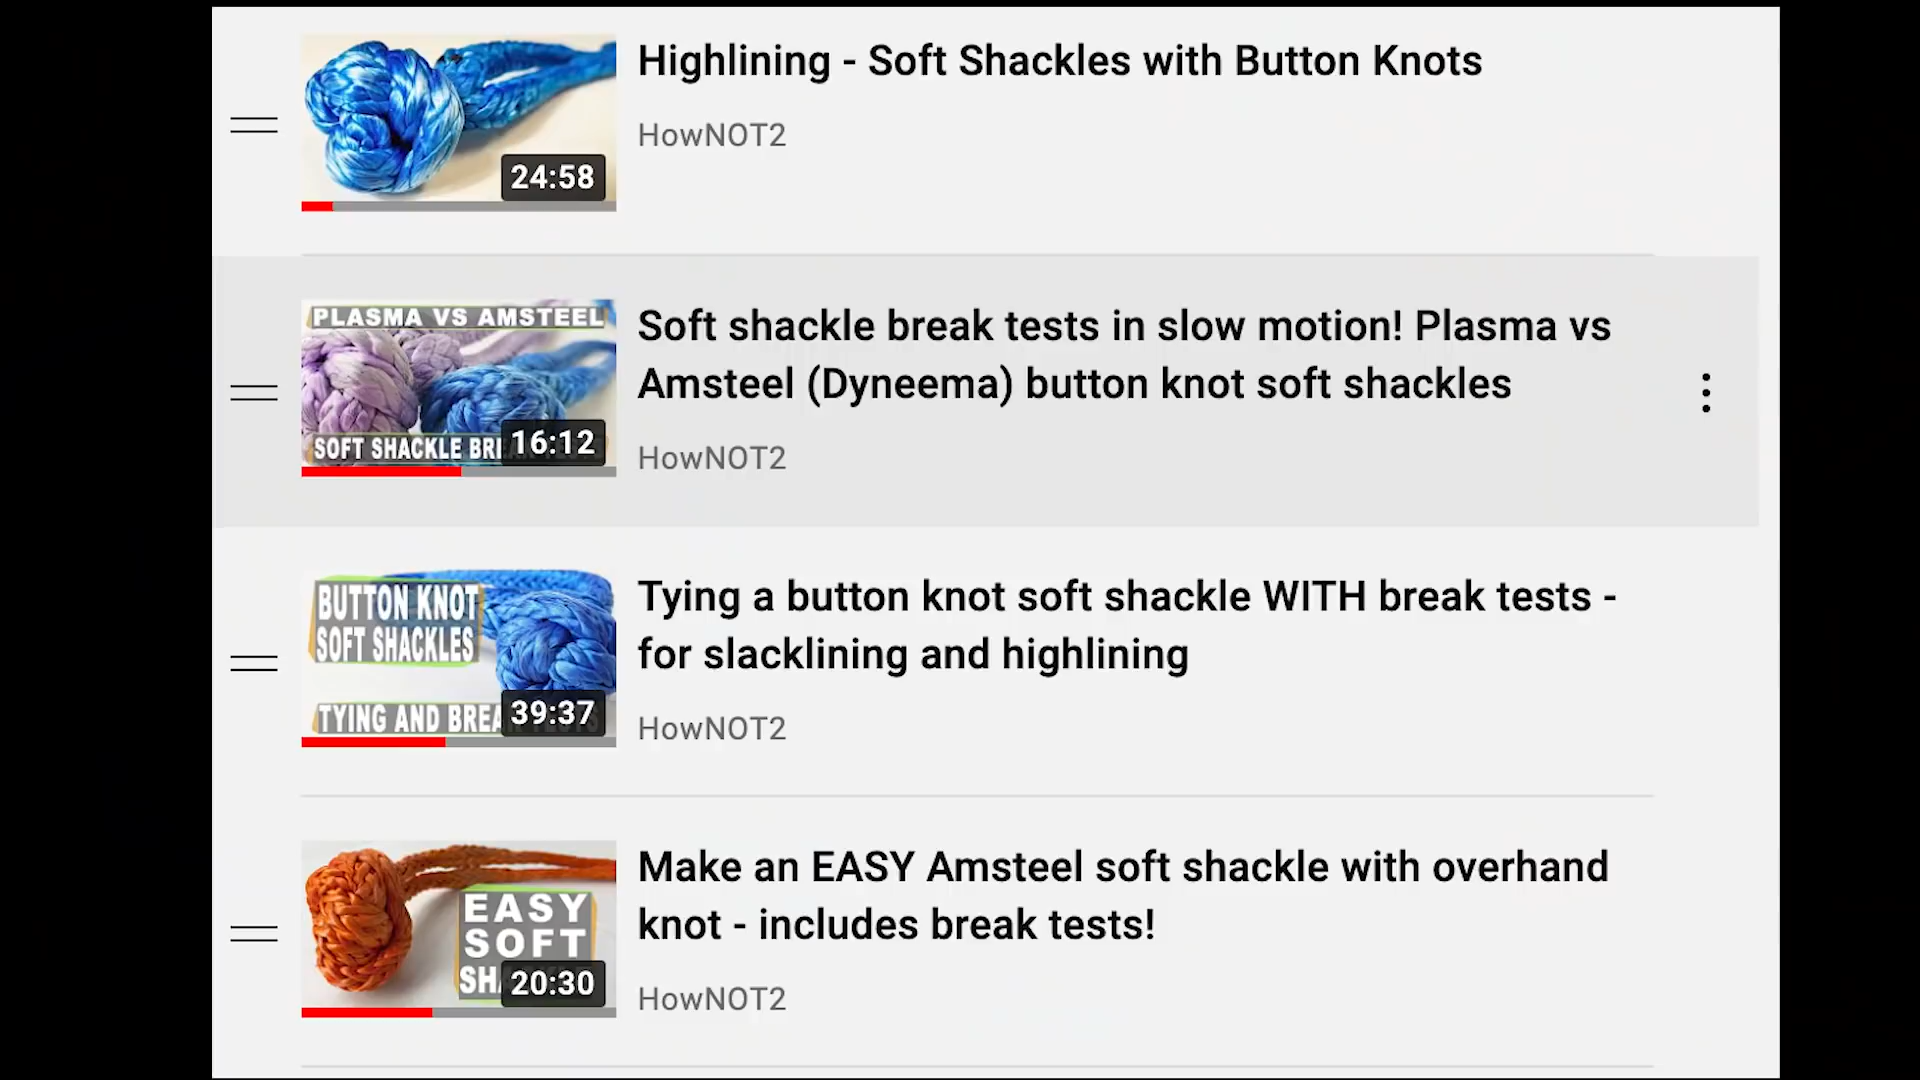 Highlining - Soft Shackles with Button Knots
HowNOT2
24:58
PLASMA VS AMSTEEL
Soft shackle break tests in slow motion! Plasma vs
Amsteel (Dyneema) button knot soft shackles
HowNOT2
SOFT SHACKLE
16:12
BUTTON KNOT
SOFT SHACKLES
Tying a button knot soft shackle WITH break tests -
for slacklining and highlining
HowNOT2
TYING AND
39:37
Make an EASY Amsteel soft shackle with overhand
knot - includes break tests!
HowNOT2
EASY
SOFT
20:30